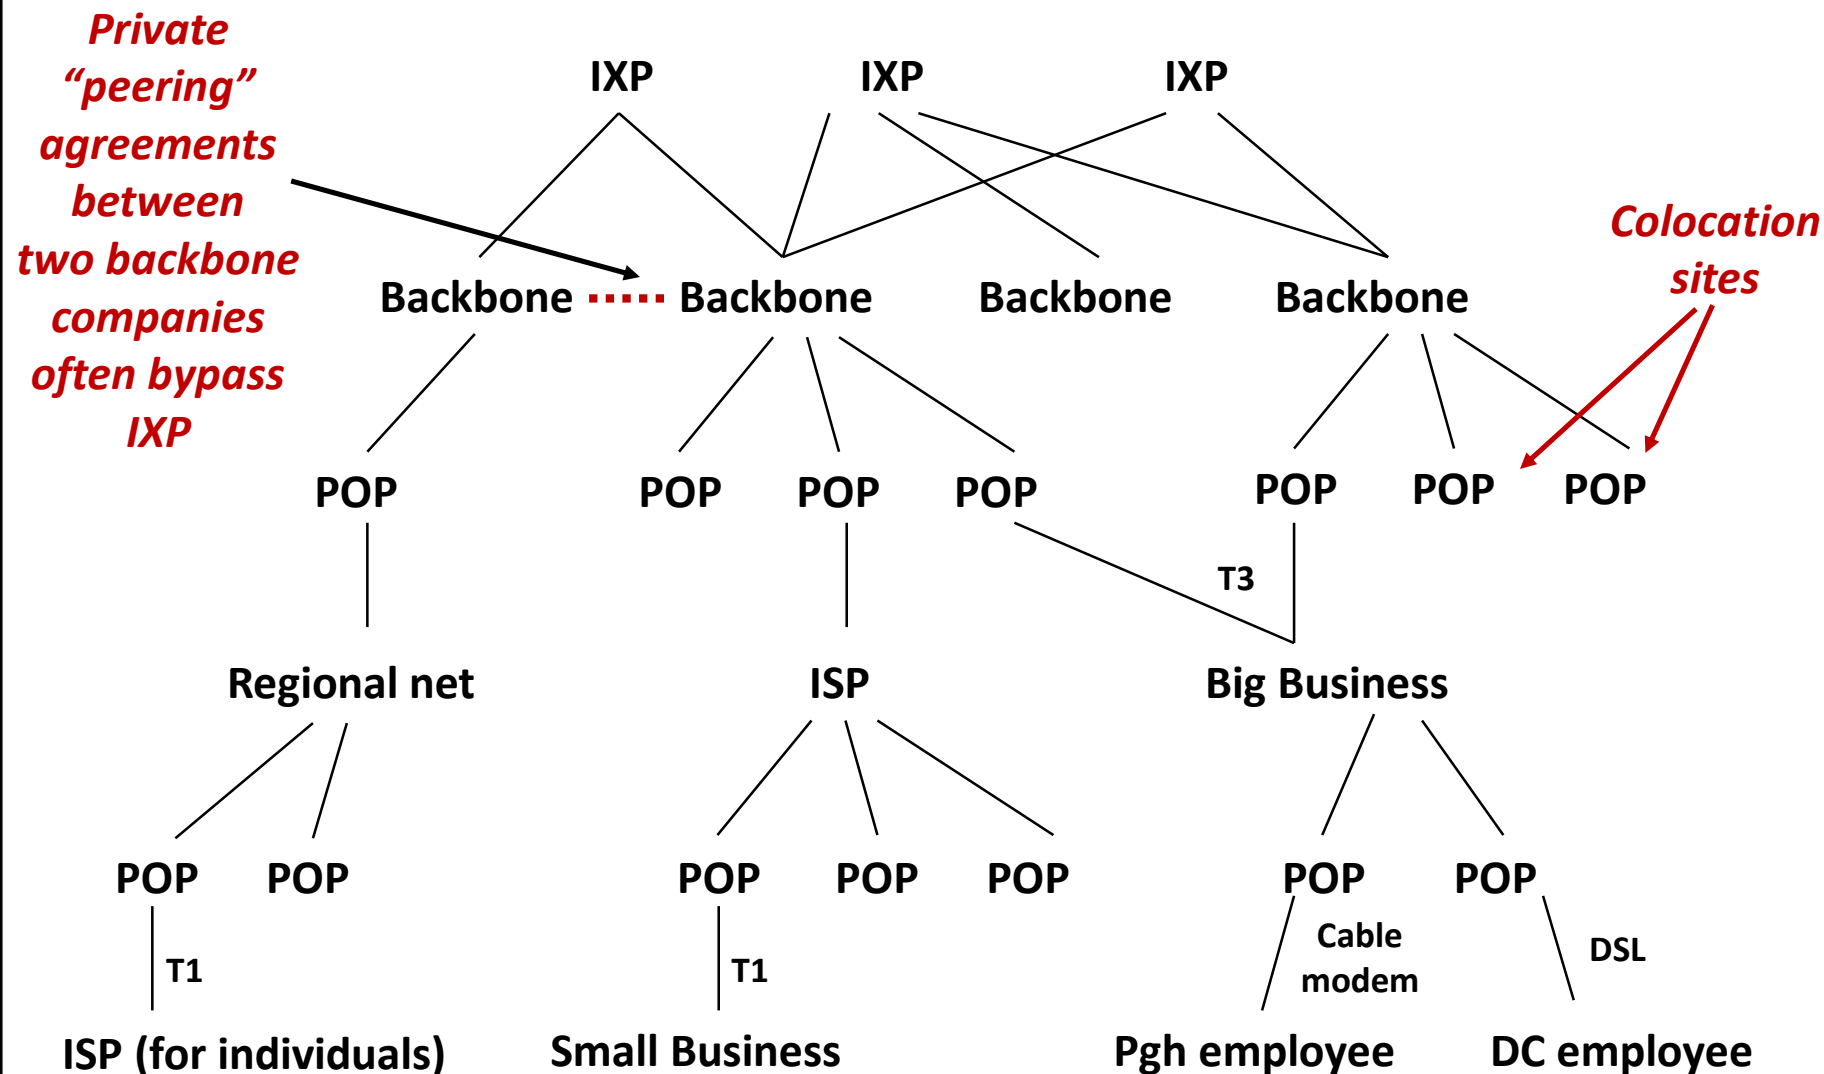 Private
“peering”
agreements
between
two backbone
companies
often bypass
IXP
IXP IXP IXP
Colocation
sites
Backbone Backbone Backbone Backbone
POP POP POP POP POP POP POP
T3
Regional net ISP Big Business
POP POP POP POP POP POP POP
T1 T1 Cable
modem
DSL
ISP (for individuals) Small Business Pgh employee DC employee